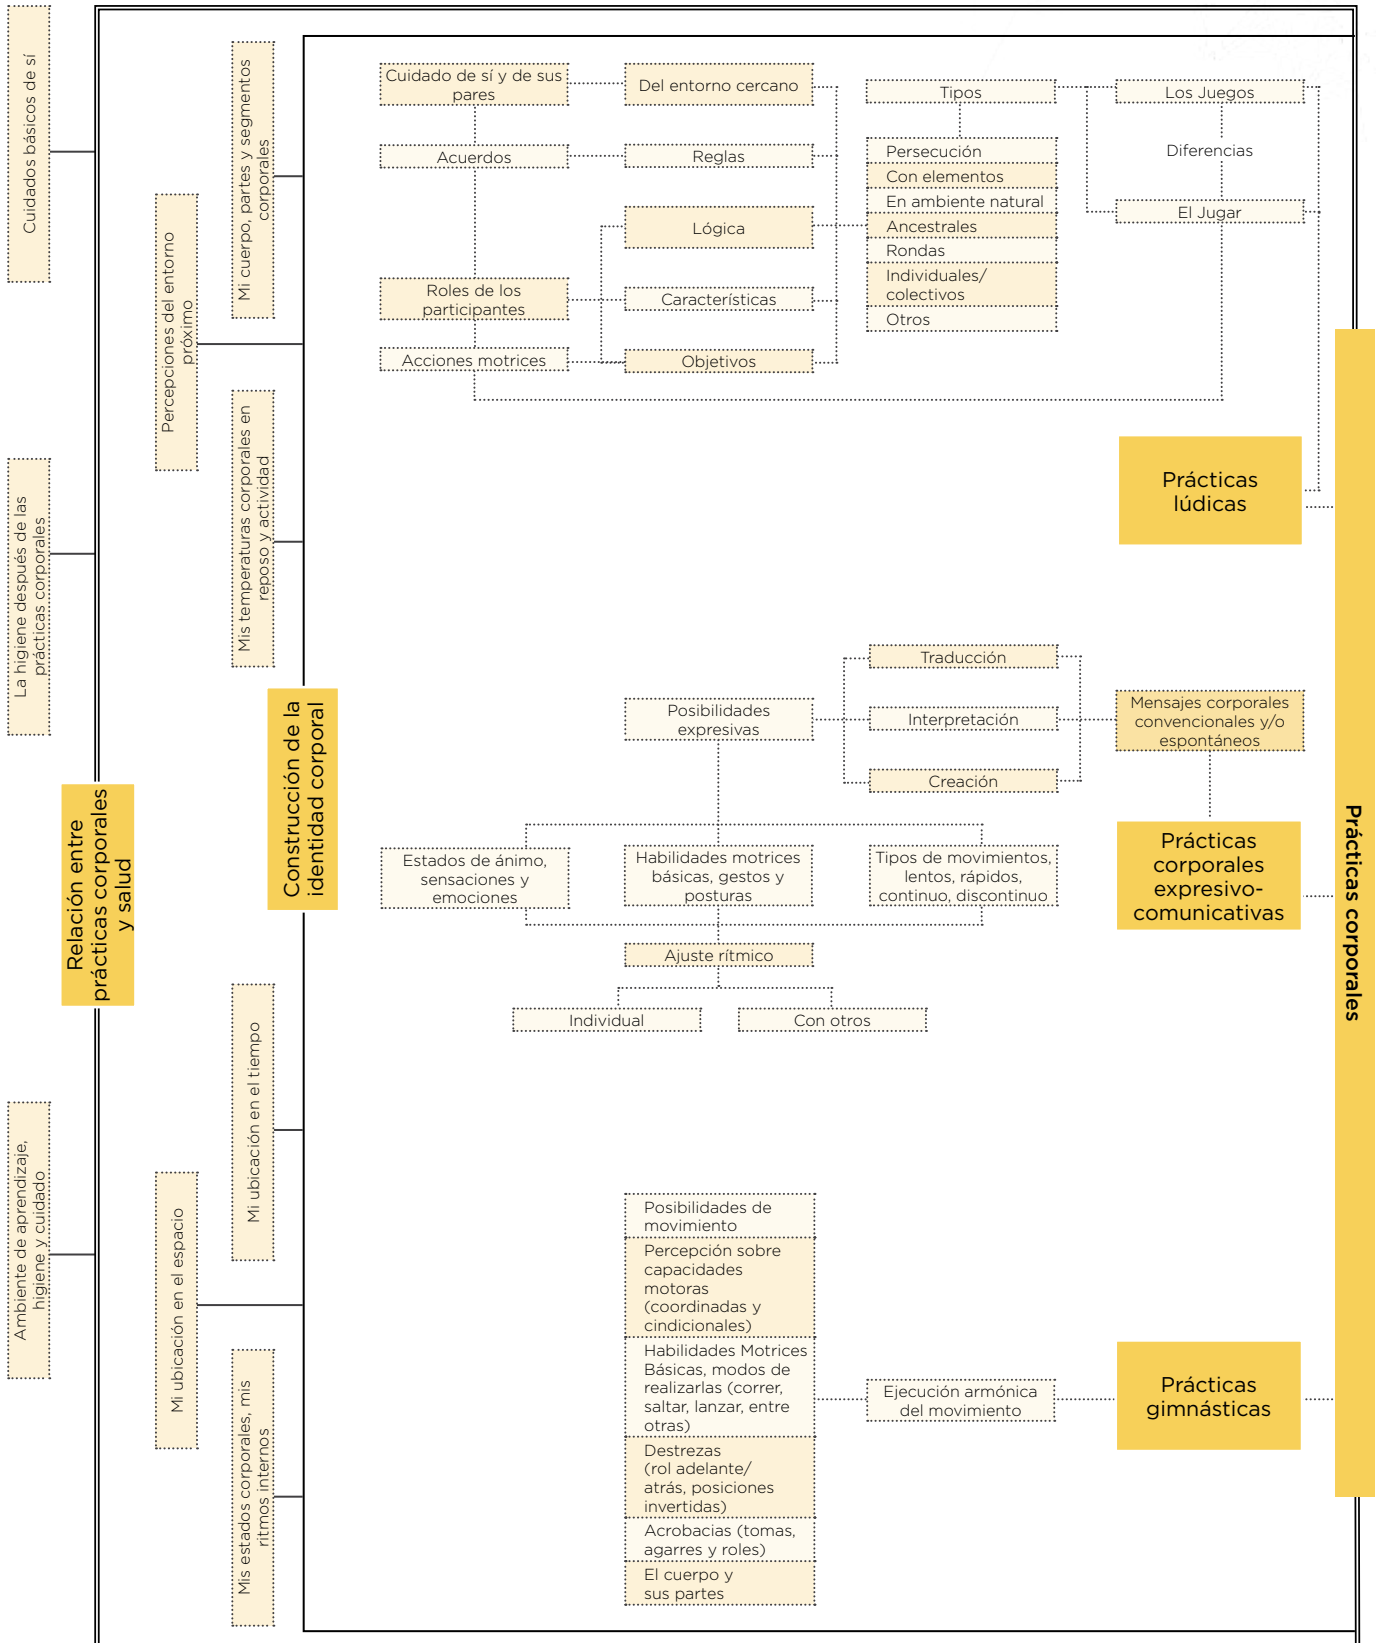 Cuidados básicos de sí
La higiene después de las
prácticas corporales
Ambiente de aprendizaje,
higiene y cuidado
Relación entre
prácticas corporales
y salud
Percepciones del entorno
próximo
Mi ubicación en el espacio
Mi cuerpo, partes y segmentos
corporales
Mis temperaturas corporales en
reposo y actividad
Mi ubicación en el tiempo
Mis estados corporales, mis
ritmos internos
Construcción de la
identidad corporal
Cuidado de sí y de sus
pares
Del entorno cercano
Tipos
Los Juegos
Acuerdos
Reglas
Persecución
Con elementos
En ambiente natural
Ancestrales
Rondas
Individuales/
colectivos
Otros
Diferencias
El Jugar
Lógica
Roles de los
participantes
Característícas
Acciones motrices
Objetivos
Prácticas
lúdicas
Traducción
Posibilidades
expresivas
Interpretación
Creación
Mensajes corporales
convencionales y/o
espontáneos
Estados de ánimo,
sensaciones y
emociones
Habilidades motrices
básicas, gestos y
posturas
Tipos de movimientos,
lentos, rápidos,
continuo, discontinuo
Prácticas
corporales
expresivo-
comunicativas
Ajuste rítmico
Individual
Con otros
Posibilidades de
movimiento
Percepción sobre
capacidades
motoras
(coordinadas y
cindicionales)
Habilidades Motrices
Básicas, modos de
realizarlas (correr,
saltar, lanzar, entre
otras)
Destrezas
(rol adelante/
atrás, posiciones
invertidas)
Acrobacias (tomas,
agarres y roles)
El cuerpo y
sus partes
Ejecución armónica
del movimiento
Prácticas
gimnásticas
Prácticas corporales